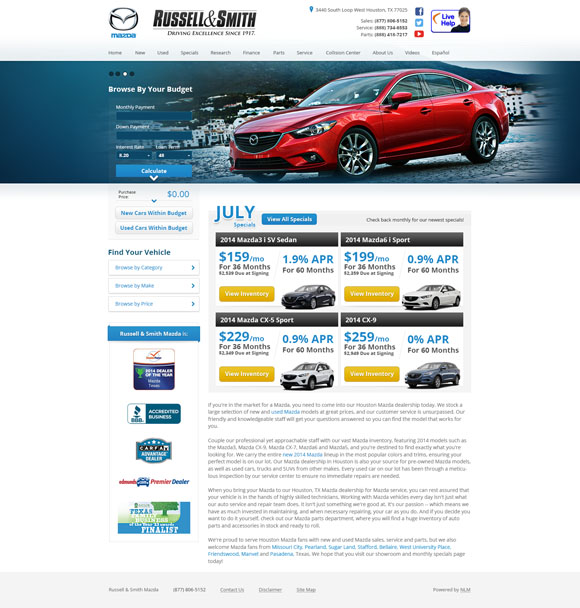 mazda
RUSSELL & SMITH
DRIVING EXCELLENCE SINCE 1917.
3440 South Loop West Houston, TX 77025
Sales: (877) 806-5152
Service: (888) 734-8553
Parts: (888) 416-7217
Live Help
Home New Used Specials Research Finance Parts Service Collision Center About Us Videos Español
Browse By Your Budget
Monthly Payment
Down Payment
Interest Rate Loan Term
8.20 48
Calculate
Purchase Price: $0.00
New Cars Within Budget
Used Cars Within Budget
Find Your Vehicle
Browse by Category
Browse by Make
Browse by Price
Russell & Smith Mazda is:
2014 DEALER OF THE YEAR
Mazda
Texas
BBB ACCREDITED BUSINESS
CARFAX ADVANTAGE DEALER
edmunds Premier Dealer
FINALIST
JULY Specials
View All Specials
Check back monthly for our newest specials!
2014 Mazda3 i SV Sedan
$159/mo
For 36 Months
$2,539 Due at Signing
1.9% APR
For 60 Months
View Inventory
2014 Mazda6 i Sport
$199/mo
For 36 Months
$2,359 Due at Signing
0.9% APR
For 60 Months
View Inventory
2014 Mazda CX-5 Sport
$229/mo
For 36 Months
$2,349 Due at Signing
0.9% APR
For 60 Months
View Inventory
2014 CX-9
$259/mo
For 36 Months
$2,949 Due at Signing
0% APR
For 60 Months
View Inventory
If you're in the market for a Mazda, you need to come into our Houston Mazda dealership today. We stock a
large selection of new and used Mazda models at great prices, and our customer service is unsurpassed. Our
friendly and knowledgeable staff will get your questions answered so you can find the model that works for
you.
Couple our professional yet approachable staff with our vast Mazda inventory, featuring 2014 models such as
the Mazda3, Mazda CX-9, Mazda CX-7, Mazda6 and Mazda5, and you're destined to find exactly what you're
looking for. We carry the entire new 2014 Mazda lineup in the most popular colors and trims, ensuring your
perfect model is on our lot. Our Mazda dealership in Houston is also your source for pre-owned Mazda models,
as well as used cars, trucks and SUVs from other makes. Every used car on our lot has been through a meticu-
lous inspection by our service center to ensure no immediate repairs are needed.
When you bring your Mazda to our Houston, TX Mazda dealership for Mazda service, you can rest assured that
your vehicle is in the hands of highly skilled technicians. Working with Mazda vehicles every day isn't just what
our auto service and repair team does. It isn't just something we're good at, it's our passion – which means we
have as much invested in maintaining, and when necessary repairing, your car as you do. And if you decide you
want to do it yourself, check out our Mazda parts department, where you will find a huge inventory of auto
parts and accessories in stock and ready to roll.
We're proud to serve Houston Mazda fans with new and used Mazda sales, service and parts, but we also
welcome Mazda fans from Missouri City, Pearland, Sugar Land, Stafford, Bellaire, West University Place,
Friendswood, Manvel and Pasadena, Texas. We hope that you visit our showroom and monthly specials page
today!
Russell & Smith Mazda (877) 806-5152 Contact Us Disclaimer Site Map Powered by NLM